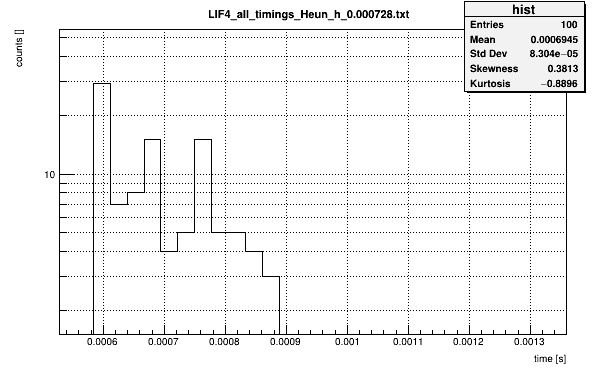 LIF4_all_timings_Heun_h_0.000728.txt
hist
Entries 100
Mean 0.0006945
Std Dev 8.304e−05
Skewness 0.3813
Kurtosis −0.8896
counts []
10
0.0006 0.0007 0.0008 0.0009 0.001 0.0011 0.0012 0.0013
time [s]